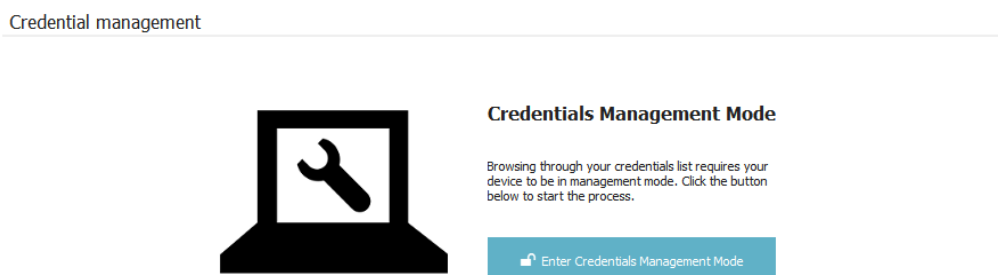 Credential management
Credentials Management Mode
Browsing through your credentials list requires your
device to be in management mode. Click the button
below to start the process.
Enter Credentials Management Mode